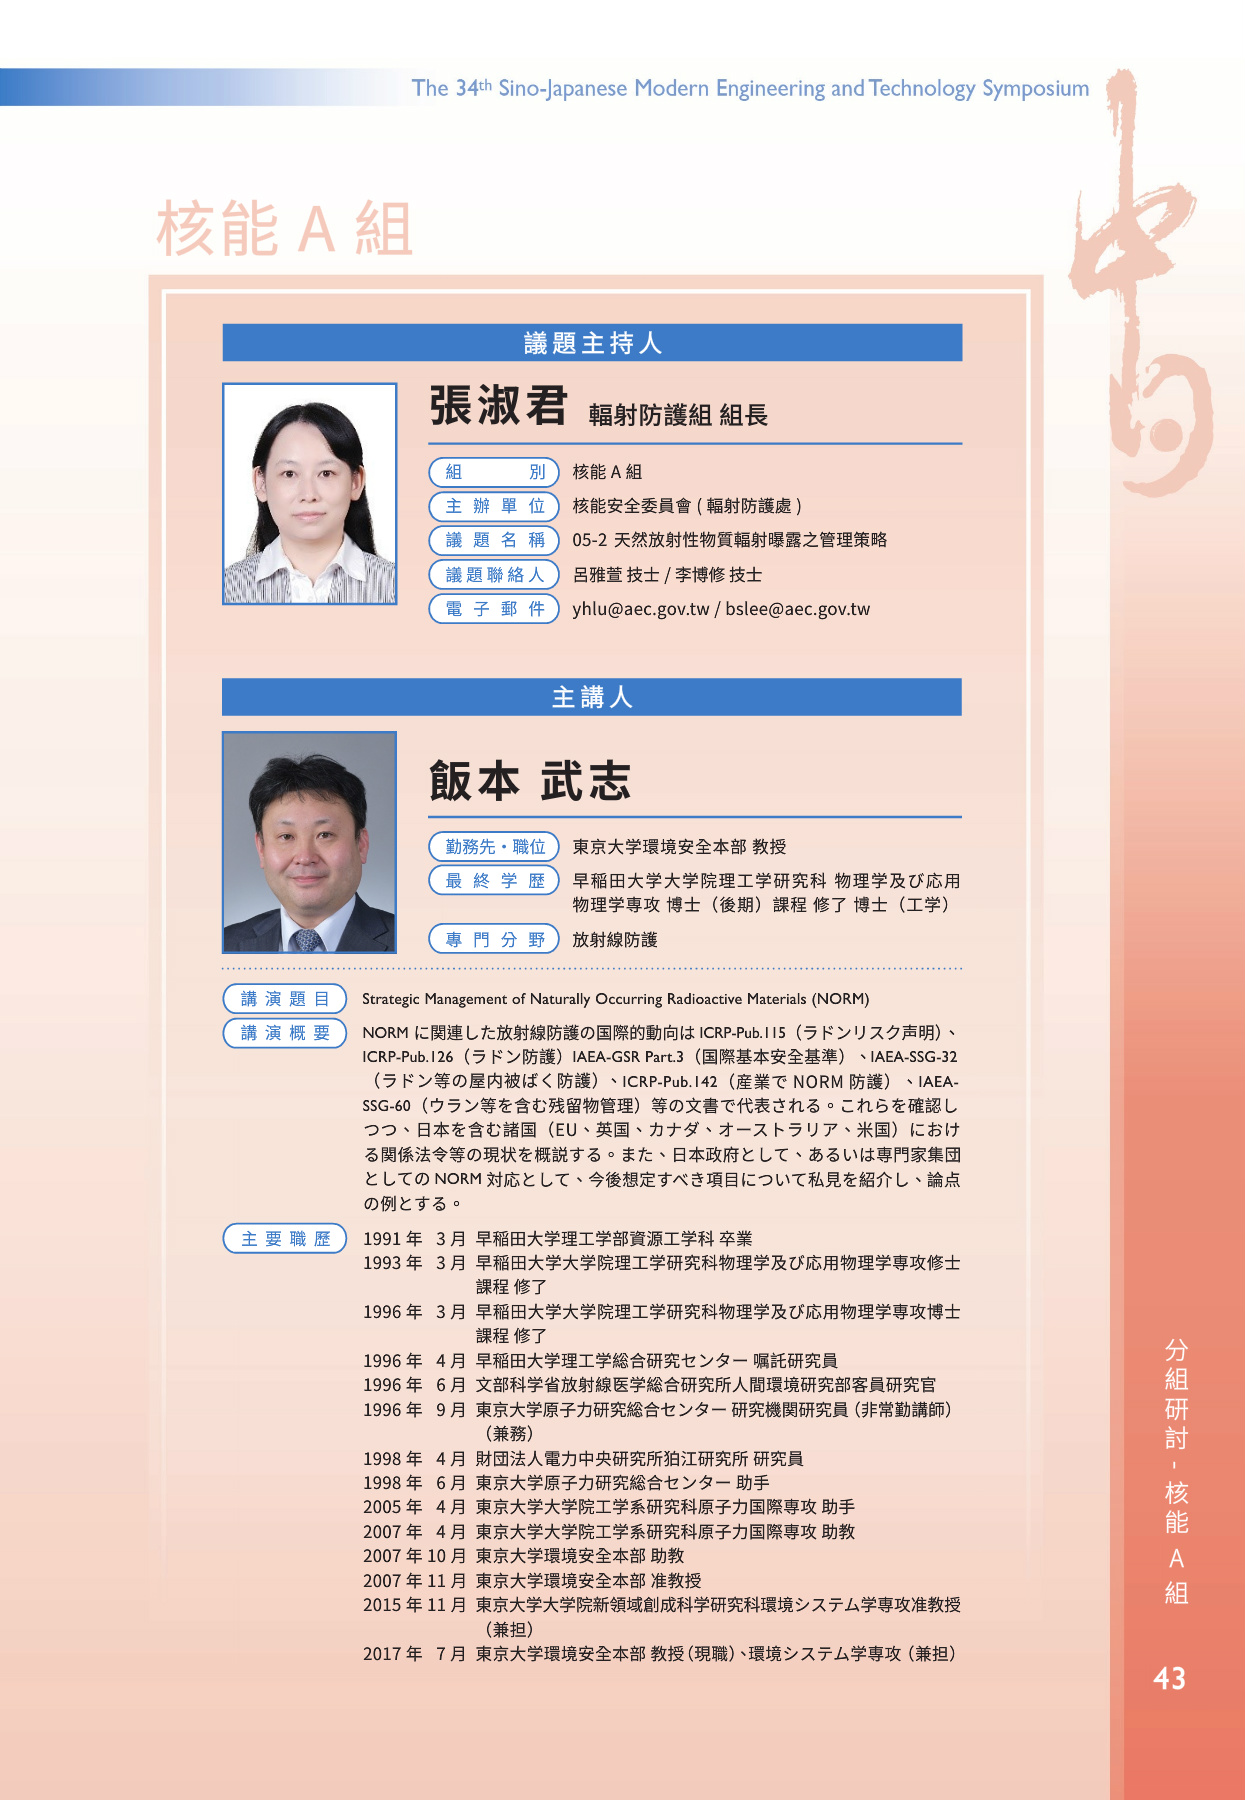 The 34th Sino-Japanese Modern Engineering and Technology Symposium
中日
核能 A 組
議題主持人
張淑君 輻射防護組 組長
組別 核能 A 組
主辦單位 核能安全委員會 ( 輻射防護處 )
議題名稱 05-2 天然放射性物質輻射曝露之管理策略
議題聯絡人 呂雅萱 技士 / 李博修 技士
電子郵件 yhlu@aec.gov.tw / bslee@aec.gov.tw
主講人
飯本 武志
勤務先・職位 東京大学環境安全本部 教授
最終学歴 早稲田大学大学院理工学研究科 物理学及び応用
物理学専攻 博士（後期）課程 修了 博士（工学）
專門分野 放射線防護
講演題目 Strategic Management of Naturally Occurring Radioactive Materials (NORM)
講演概要 NORM に関連した放射線防護の国際的動向は ICRP-Pub.115（ラドンリスク声明）、
ICRP-Pub.126（ラドン防護）IAEA-GSR Part.3（国際基本安全基準）、IAEA-SSG-32
（ラドン等の屋内被ばく防護）、ICRP-Pub.142（産業で NORM 防護）、IAEA-
SSG-60（ウラン等を含む残留物管理）等の文書で代表される。これらを確認し
つつ、日本を含む諸国（EU、英国、カナダ、オーストラリア、米国）におけ
る関係法令等の現状を概説する。また、日本政府として、あるいは専門家集団
としての NORM 対応として、今後想定すべき項目について私見を紹介し、論点
の例とする。
主要職歷 1991 年 3 月 早稲田大学理工学部資源工学科 卒業
1993 年 3 月 早稲田大学大学院理工学研究科物理学及び応用物理学専攻修士
課程 修了
1996 年 3 月 早稲田大学大学院理工学研究科物理学及び応用物理学専攻博士
課程 修了
1996 年 4 月 早稲田大学理工学総合研究センター 嘱託研究員
1996 年 6 月 文部科学省放射線医学総合研究所人間環境研究部客員研究官
1996 年 9 月 東京大学原子力研究総合センター 研究機関研究員（非常勤講師）
（兼務）
1998 年 4 月 財団法人電力中央研究所狛江研究所 研究員
1998 年 6 月 東京大学原子力研究総合センター 助手
2005 年 4 月 東京大学大学院工学系研究科原子力国際専攻 助手
2007 年 4 月 東京大学大学院工学系研究科原子力国際専攻 助教
2007 年 10 月 東京大学環境安全本部 助教
2007 年 11 月 東京大学環境安全本部 准教授
2015 年 11 月 東京大学大学院新領域創成科学研究科環境システム学専攻准教授
（兼担）
2017 年 7 月 東京大学環境安全本部 教授（現職）、環境システム学専攻（兼担）
分組研討 - 核能 A 組
43